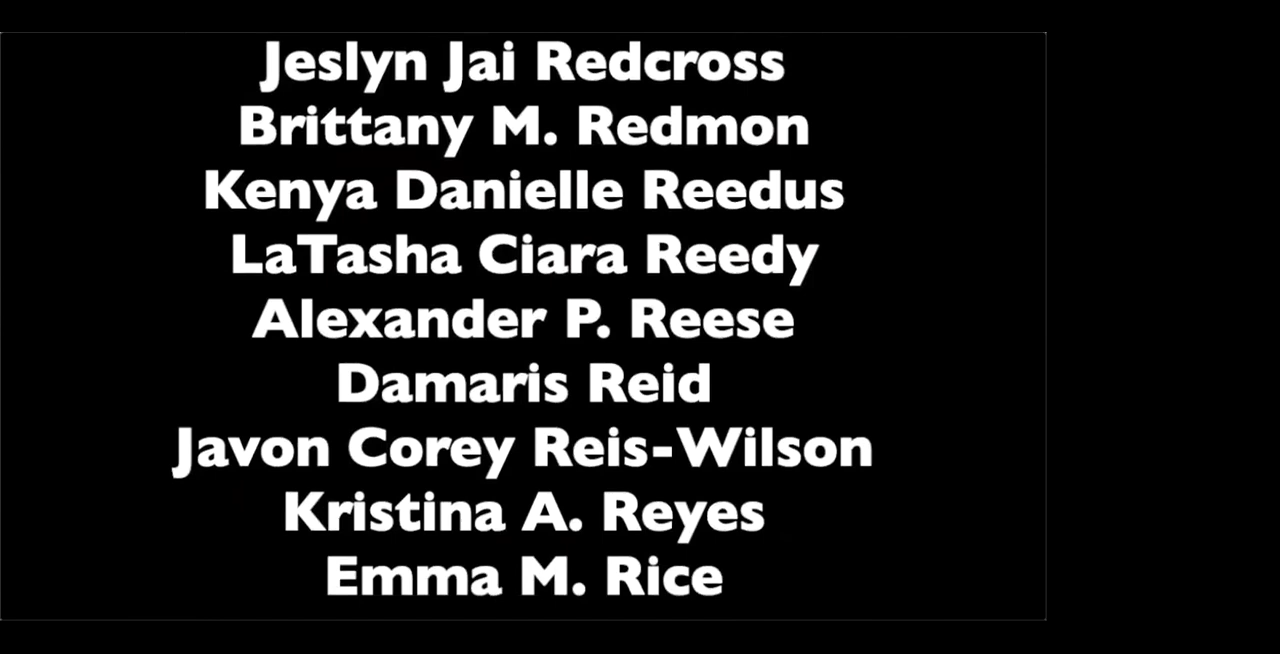 Jeslyn Jai Redcross
Brittany M. Redmon
Kenya Danielle Reedus
LaTasha Ciara Reedy
Alexander P. Reese
Damaris Reid
Javon Corey Reis-Wilson
Kristina A. Reyes
Emma M. Rice